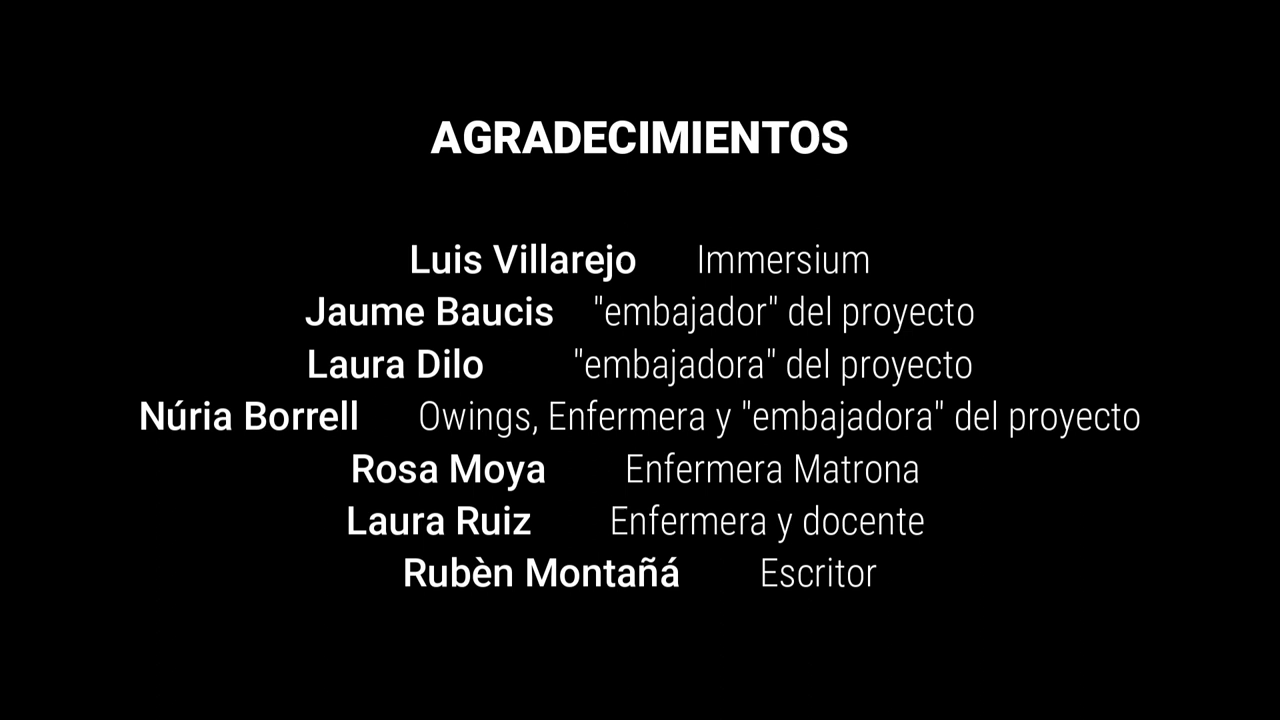 AGRADECIMIENTOS
Luis Villarejo Immersium
Jaume Baucis "embajador" del proyecto
Laura Dilo "embajadora" del proyecto
Núria Borrell Owings, Enfermera y "embajadora" del proyecto
Rosa Moya Enfermera Matrona
Laura Ruiz Enfermera y docente
Rubèn Montañá Escritor